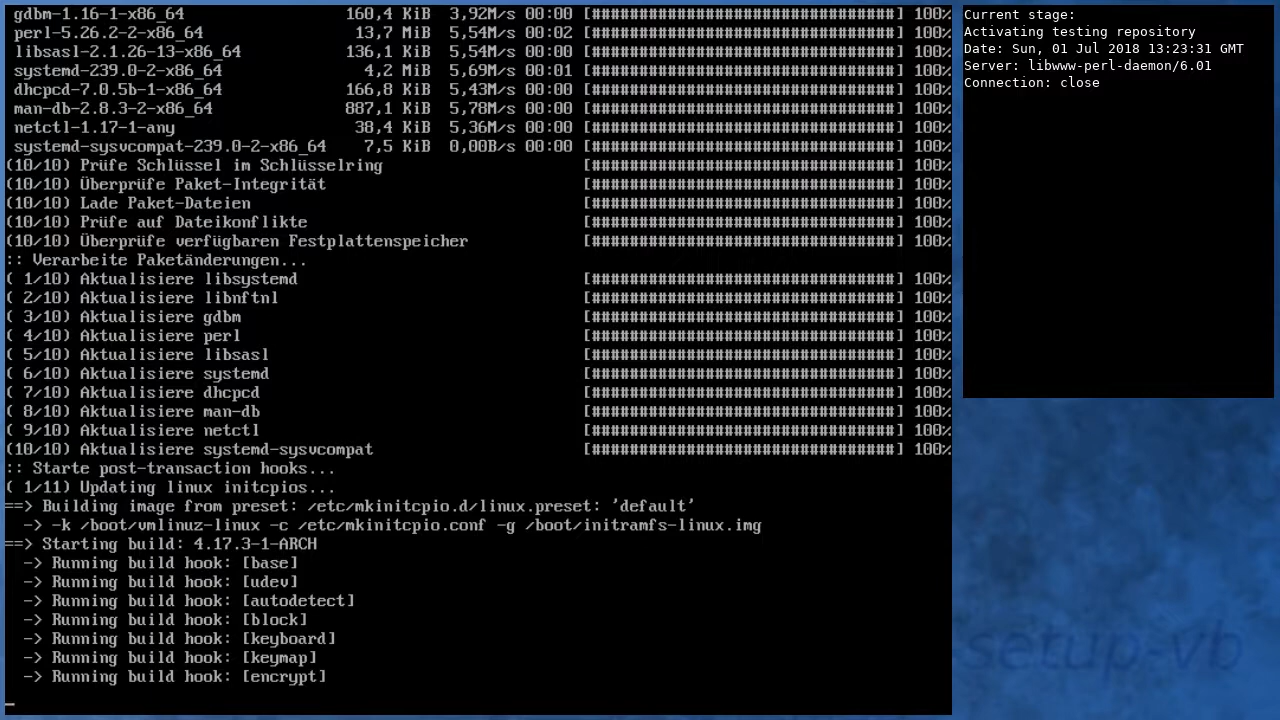 gdbm-1.16-1-x86_64 160,4 KiB 3,92M/s 00:00 [################################] 100%
perl-5.26.2-2-x86_64 13,7 MiB 5,54M/s 00:02 [################################] 100%
libsasl-2.1.26-13-x86_64 136,1 KiB 5,54M/s 00:00 [################################] 100%
systemd-239.0-2-x86_64 4,2 MiB 5,69M/s 00:01 [################################] 100%
dhcpcd-7.0.5b-1-x86_64 166,8 KiB 5,43M/s 00:00 [################################] 100%
man-db-2.8.3-2-x86_64 887,1 KiB 5,78M/s 00:00 [################################] 100%
netctl-1.17-1-any 38,4 KiB 5,36M/s 00:00 [################################] 100%
systemd-sysvcompat-239.0-2-x86_64 7,5 KiB 0,00B/s 00:00 [################################] 100%
(10/10) Prüfe Schlüssel im Schlüsselring [################################] 100%
(10/10) Überprüfe Paket-Integrität [################################] 100%
(10/10) Lade Paket-Dateien [################################] 100%
(10/10) Prüfe auf Dateikonflikte [################################] 100%
(10/10) Überprüfe verfügbaren Festplattenspeicher [################################] 100%
:: Verarbeite Paketänderungen...
( 1/10) Aktualisiere libsystemd [################################] 100%
( 2/10) Aktualisiere libnftnl [################################] 100%
( 3/10) Aktualisiere gdbm [################################] 100%
( 4/10) Aktualisiere perl [################################] 100%
( 5/10) Aktualisiere libsasl [################################] 100%
( 6/10) Aktualisiere systemd [################################] 100%
( 7/10) Aktualisiere dhcpcd [################################] 100%
( 8/10) Aktualisiere man-db [################################] 100%
( 9/10) Aktualisiere netctl [################################] 100%
(10/10) Aktualisiere systemd-sysvcompat [################################] 100%
:: Starte post-transaction hooks...
( 1/11) Updating linux initcpios...
==> Building image from preset: /etc/mkinitcpio.d/linux.preset: 'default'
-> -k /boot/vmlinuz-linux -c /etc/mkinitcpio.conf -g /boot/initramfs-linux.img
==> Starting build: 4.17.3-1-ARCH
-> Running build hook: [base]
-> Running build hook: [udev]
-> Running build hook: [autodetect]
-> Running build hook: [block]
-> Running build hook: [keyboard]
-> Running build hook: [keymap]
-> Running build hook: [encrypt]
_
Current stage:
Activating testing repository
Date: Sun, 01 Jul 2018 13:23:31 GMT
Server: libwww-perl-daemon/6.01
Connection: close
setup-vb